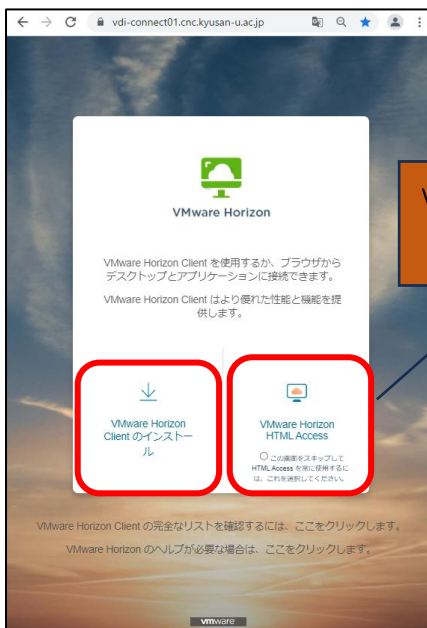 vdi-connect01.cnc.kyusan-u.ac.jp
V
VMware Horizon
VMware Horizon Client を使用するか、ブラウザから
デスクトップとアプリケーションに接続できます。
VMware Horizon Client はより優れた性能と機能を提
供します。
VMware Horizon
Client のインストー
ル
VMware Horizon
HTML Access
この画面をスキップして
HTML Access を常に使用するに
は、これを選択してください。
VMware Horizon Client の完全なリストを確認するには、ここをクリックします。
VMware Horizon のヘルプが必要な場合は、ここをクリックします。
vmware